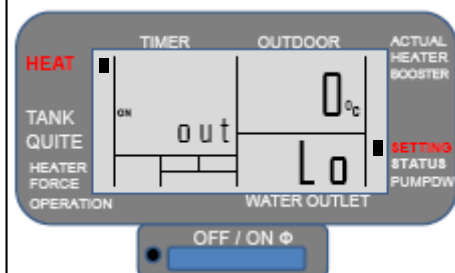 TIMER OUTDOOR ACTUAL
HEAT HEATER
BOOSTER
ON out 0°C
TANK
QUITE
HEATER
FORCE
OPERATION
Lo
SETTING
STATUS
PUMPDW
WATER OUTLET
OFF / ON Φ